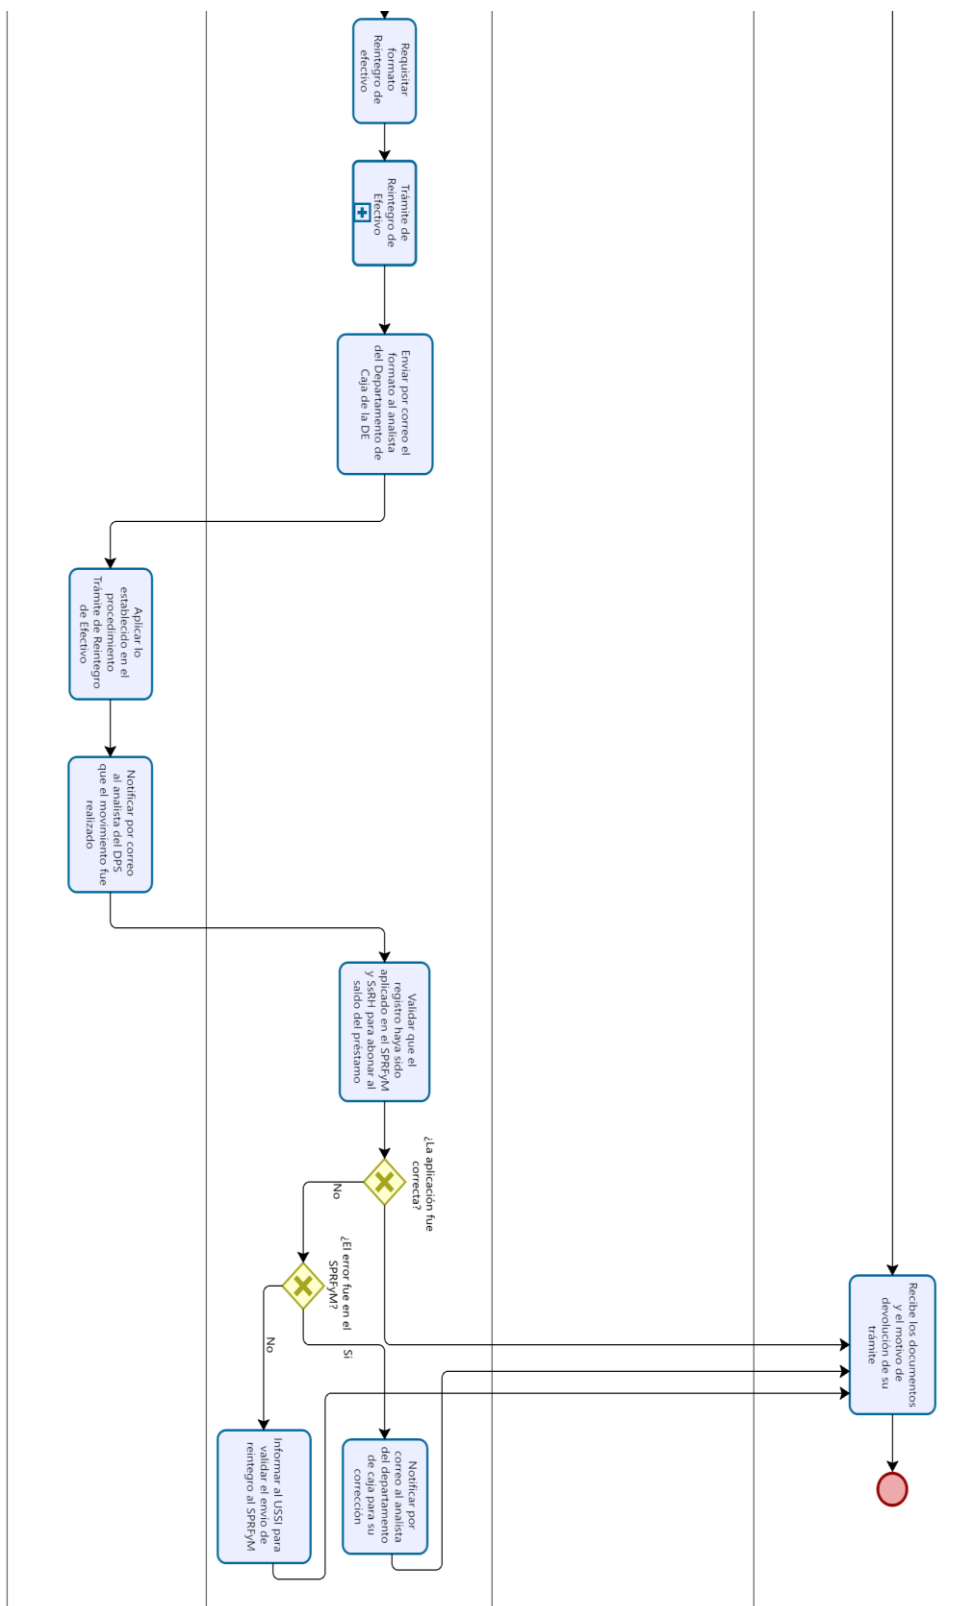 Requisitar
formato
Reintegro de
efectivo
Trámite de
Reintegro de
Efectivo
Enviar por correo el
formato al analista
del Departamento de
Caja de la DE
Aplicar lo
establecido en el
procedimiento
Trámite de Reintegro
de Efectivo
Notificar por correo
al analista del DPS
que el movimiento fue
realizado
Validar que el
registro haya sido
aplicado en el SPRFyM
y SsRH para abonar al
saldo del préstamo
¿La aplicación fue
correcta?
No
¿El error fue en el
SPRFyM?
Si
No
Notificar por
correo al analista
del departamento
de caja para su
corrección
Informar al USSI para
validar el envio de
reintegro al SPRFyM
Recibe los documentos
y el motivo de
devolución de su
trámite